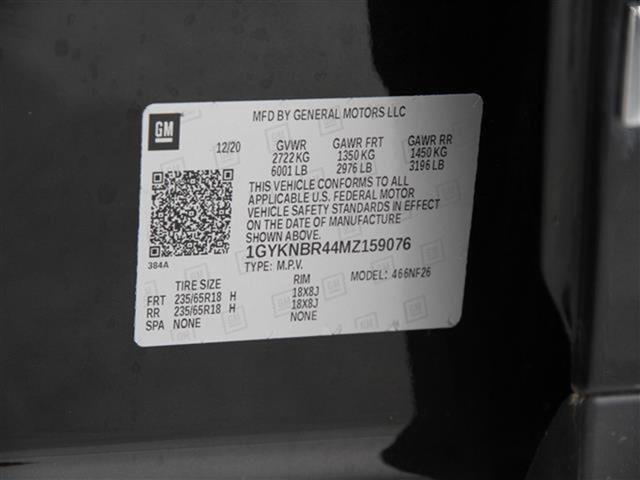 MFD BY GENERAL MOTORS LLC
GM
12/20 GVWR GAWR FRT GAWR RR
2722 KG 1350 KG 1450 KG
6001 LB 2976 LB 3196 LB
THIS VEHICLE CONFORMS TO ALL
APPLICABLE U.S. FEDERAL MOTOR
VEHICLE SAFETY STANDARDS IN EFFECT
ON THE DATE OF MANUFACTURE
SHOWN ABOVE.
384A
1GYKNBR44MZ159076
TYPE: M.P.V. MODEL: 466NF26
TIRE SIZE RIM
FRT 235/65R18 H 18X8J
RR 235/65R18 H 18X8J
SPA NONE NONE